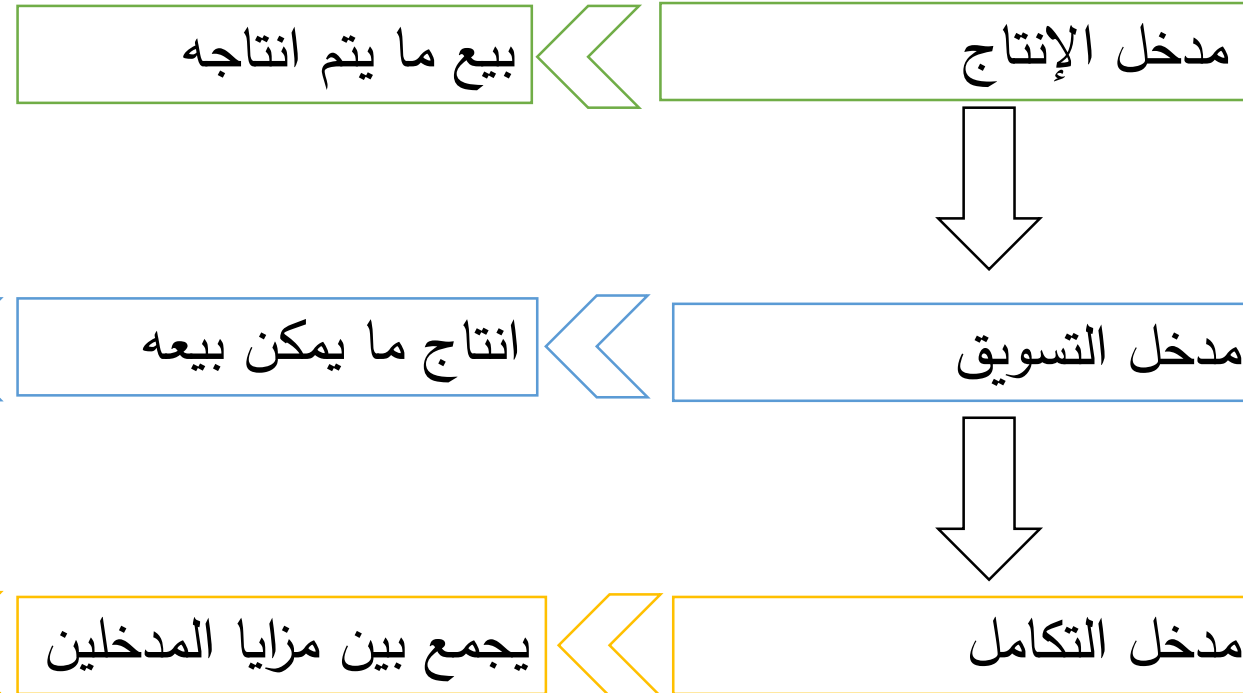 مدخل الإنتاج
بيع ما يتم انتاجه
مدخل التسويق
انتاج ما يمكن بيعه
مدخل التكامل
يجمع بين مزايا المدخلين